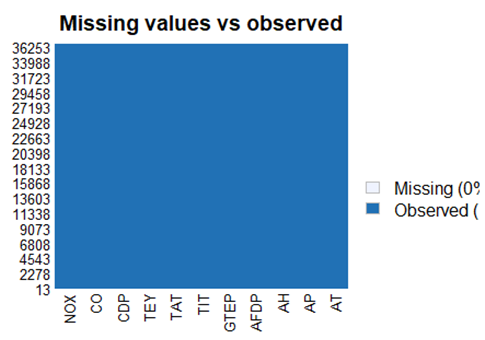 Missing values vs observed
36253
33988
31723
29458
27193
24928
22663
20398
18133
15868
13603
11338
9073
6808
4543
2278
13
Missing (0%
Observed (
NOX
CO
CDP
TEY
TAT
TIT
GTEP
AFDP
AH
AP
AT